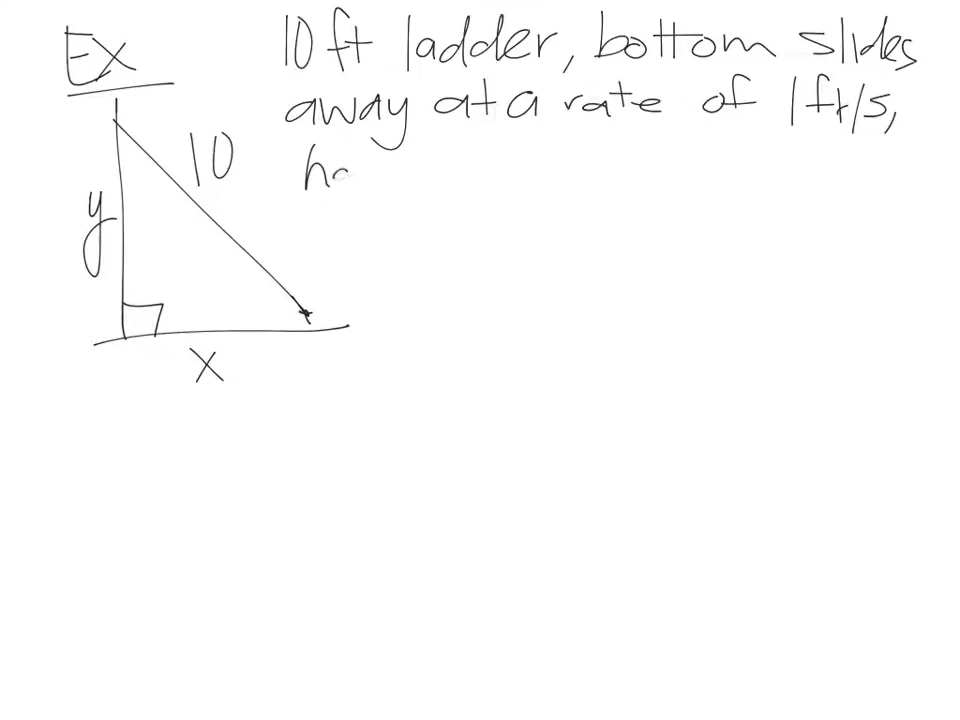 EX
10 ft ladder, bottom slides
away at a rate of 1 ft/s,
10
y
x